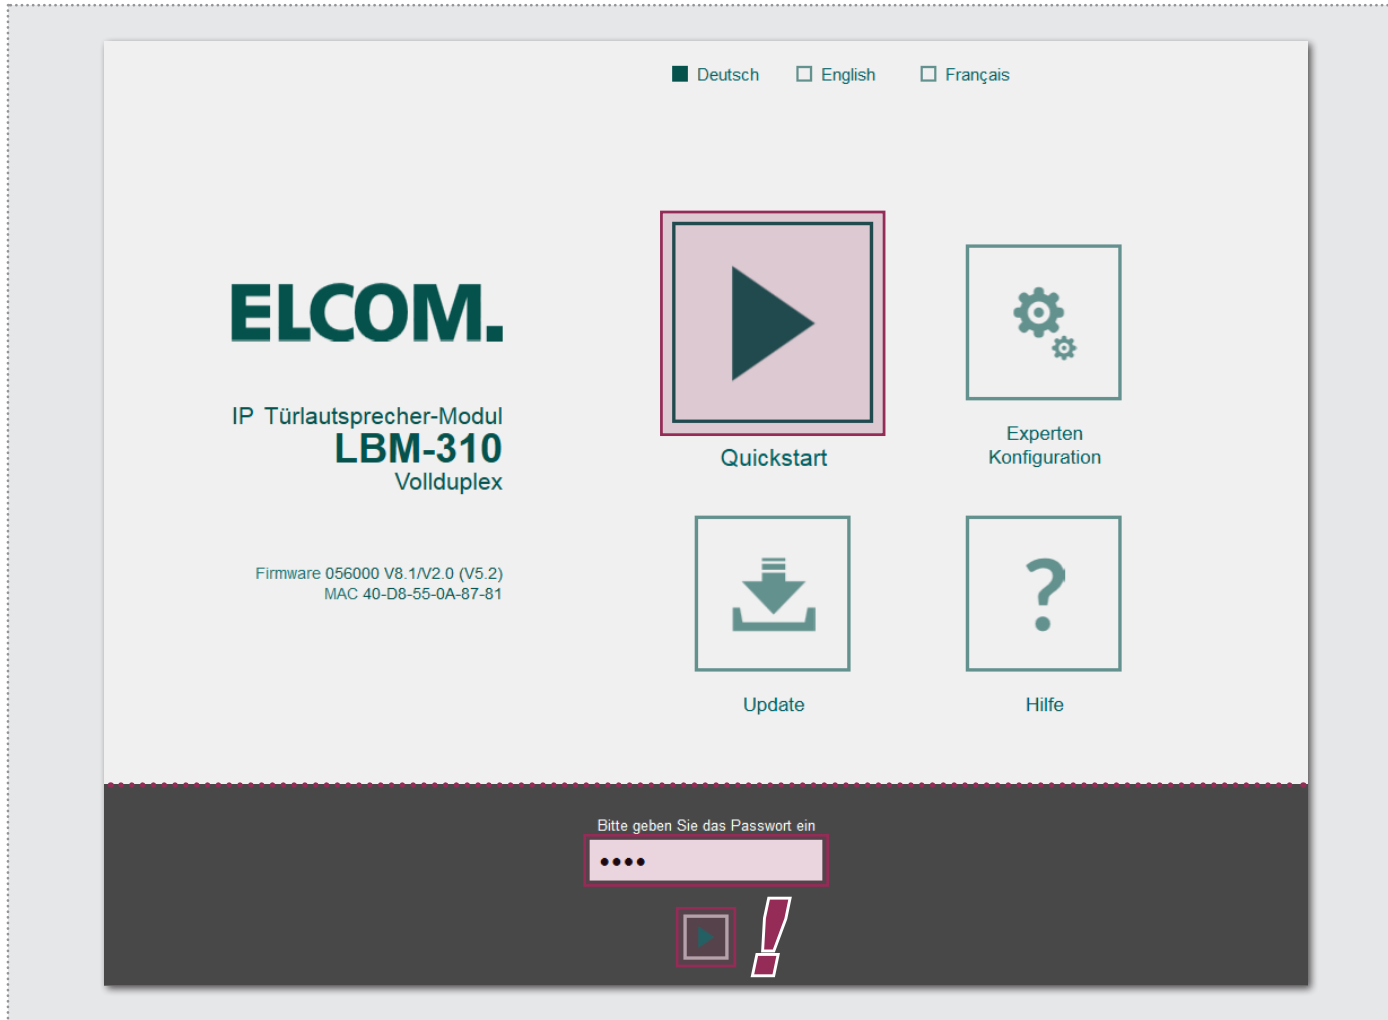 Deutsch English Français
ELCOM.
IP Türlautsprecher-Modul
LBM-310
Vollduplex
Firmware 056000 V8.1/V2.0 (V5.2)
MAC 40-D8-55-0A-87-81
Quickstart
Experten
Konfiguration
?
Update
Hilfe
Bitte geben Sie das Passwort ein
••••
!